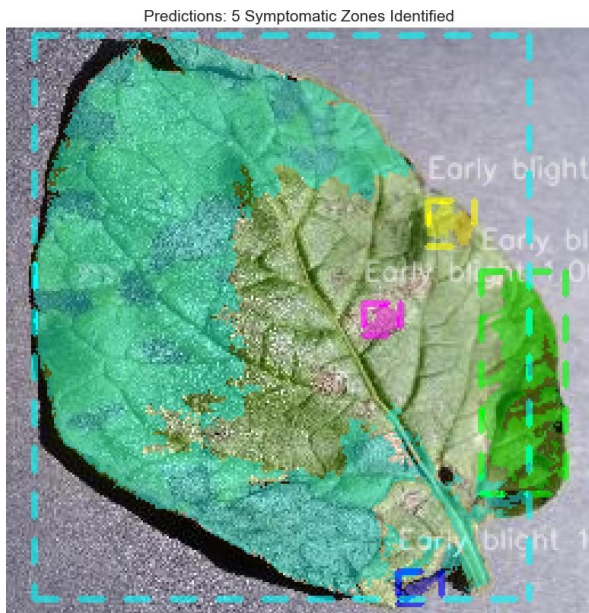 Predictions: 5 Symptomatic Zones Identified
Early blight
Early bl
Early blight 1.0
Early blight 1